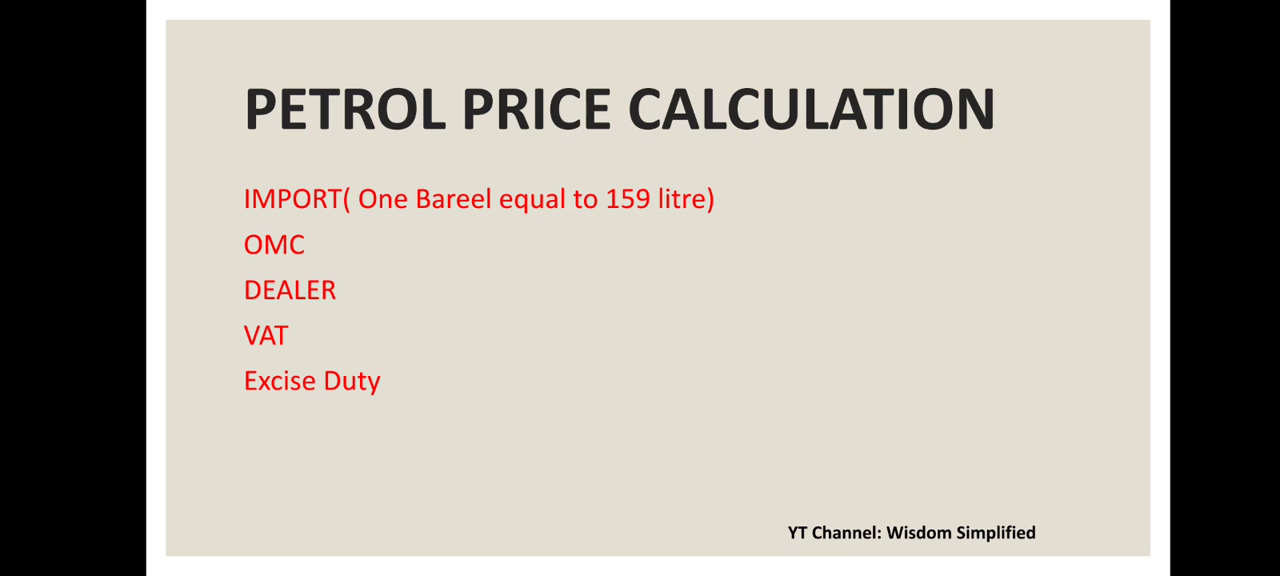 PETROL PRICE CALCULATION
IMPORT( One Bareel equal to 159 litre)
OMC
DEALER
VAT
Excise Duty
YT Channel: Wisdom Simplified